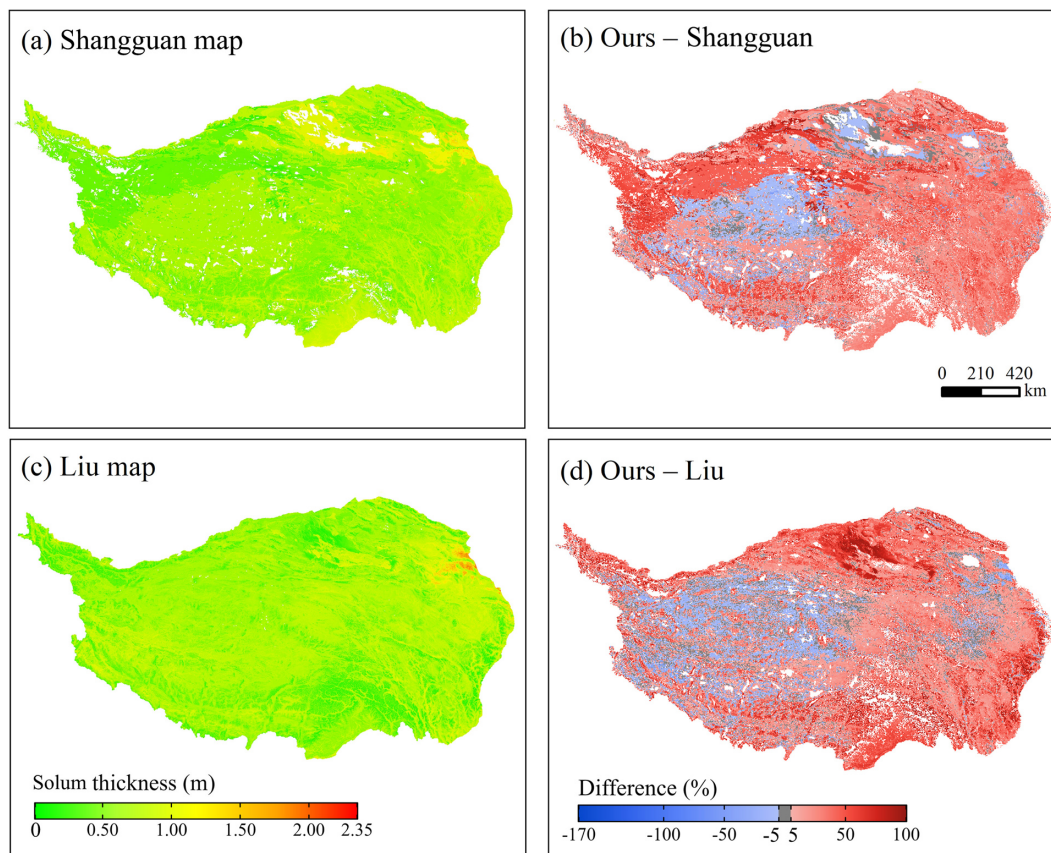 (a) Shangguan map
(b) Ours – Shangguan
0 210 420
km
(c) Liu map
(d) Ours – Liu
Solum thickness (m)
0 0.50 1.00 1.50 2.00 2.35
Difference (%)
-170 -100 -50 -5 5 50 100